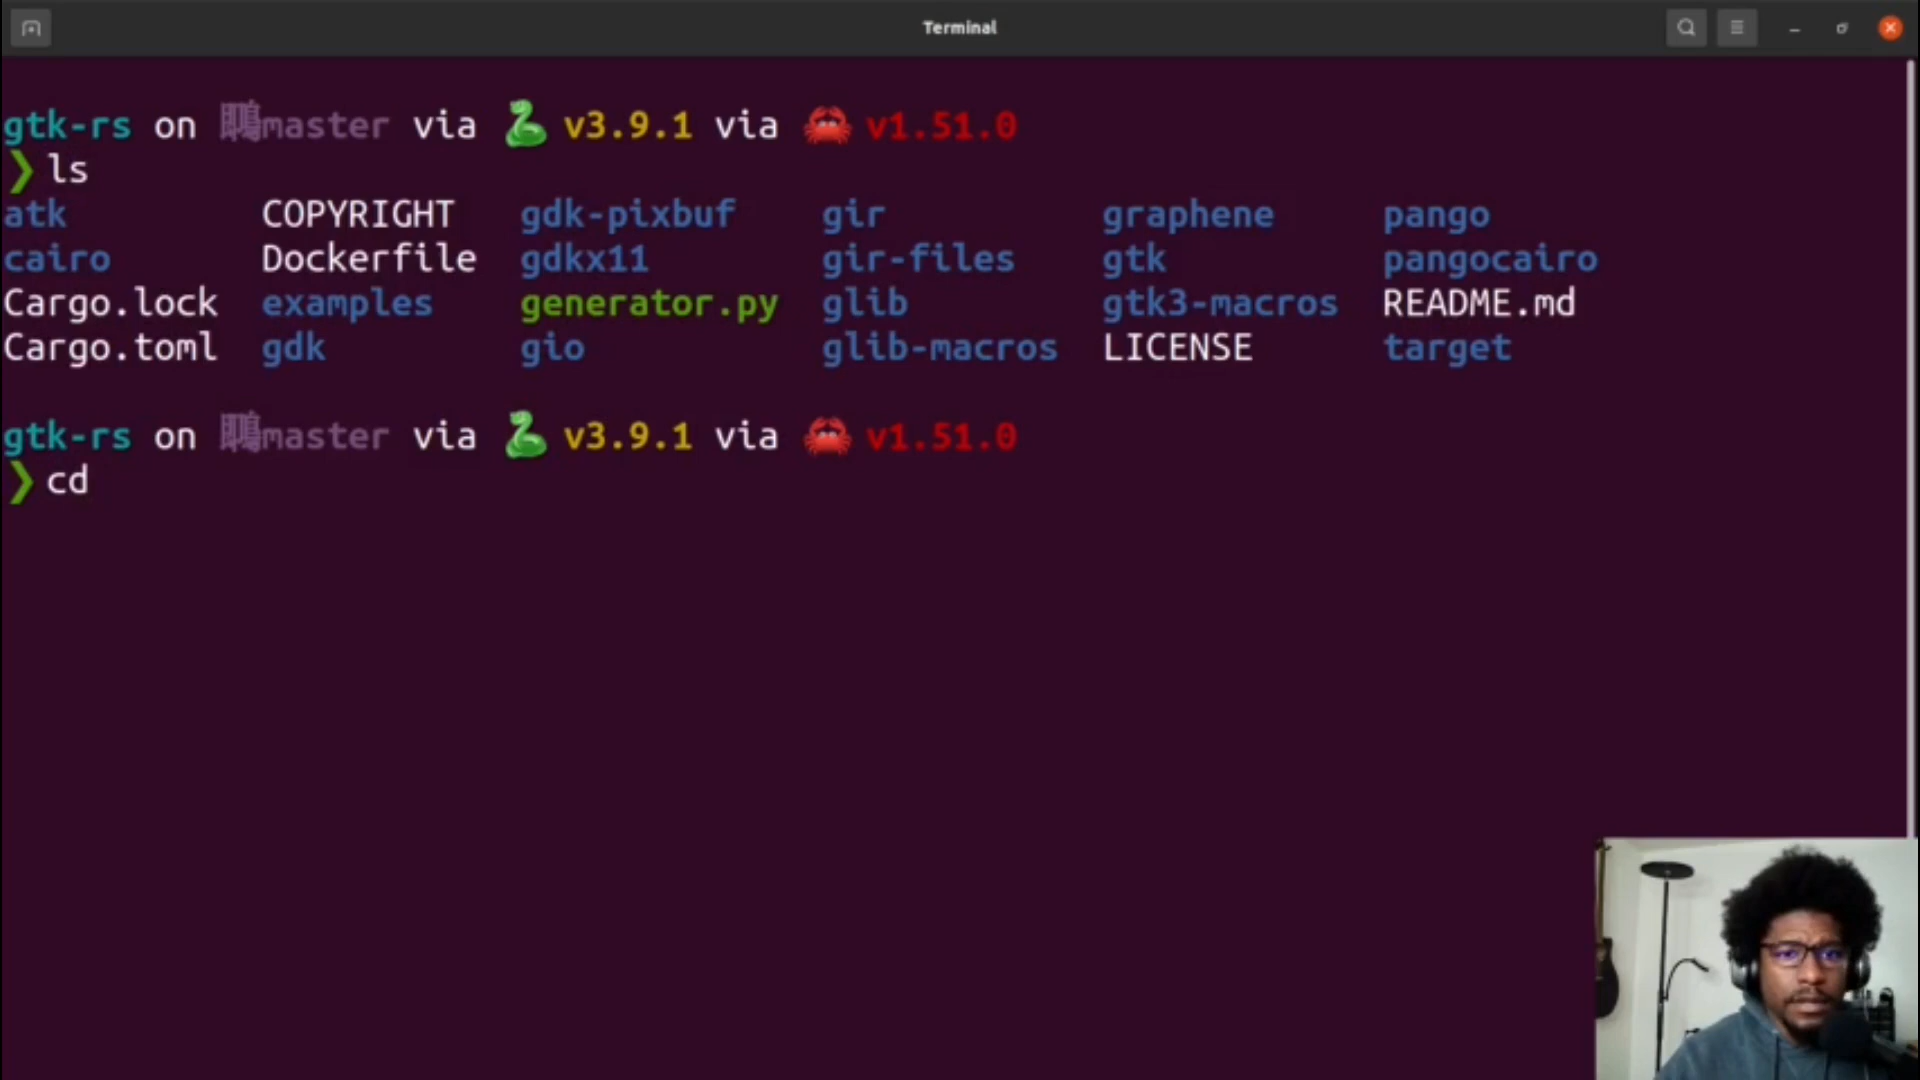 Terminal
gtk-rs on master via v3.9.1 via v1.51.0
❯ ls
atk COPYRIGHT gdk-pixbuf gir graphene pango
cairo Dockerfile gdkx11 gir-files gtk pangocairo
Cargo.lock examples generator.py glib gtk3-macros README.md
Cargo.toml gdk gio glib-macros LICENSE target
gtk-rs on master via v3.9.1 via v1.51.0
❯ cd